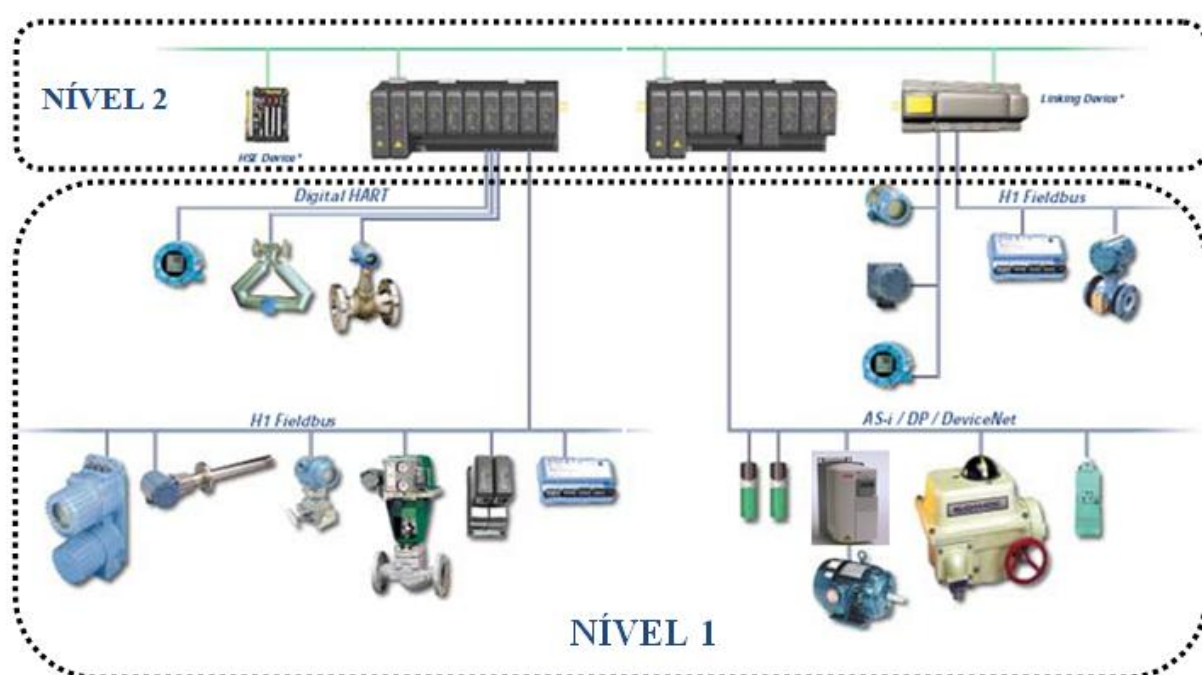 NÍVEL 2
HSE Device*
Linking Device*
Digital HART
H1 Fieldbus
H1 Fieldbus
AS-i / DP / DeviceNet
NÍVEL 1